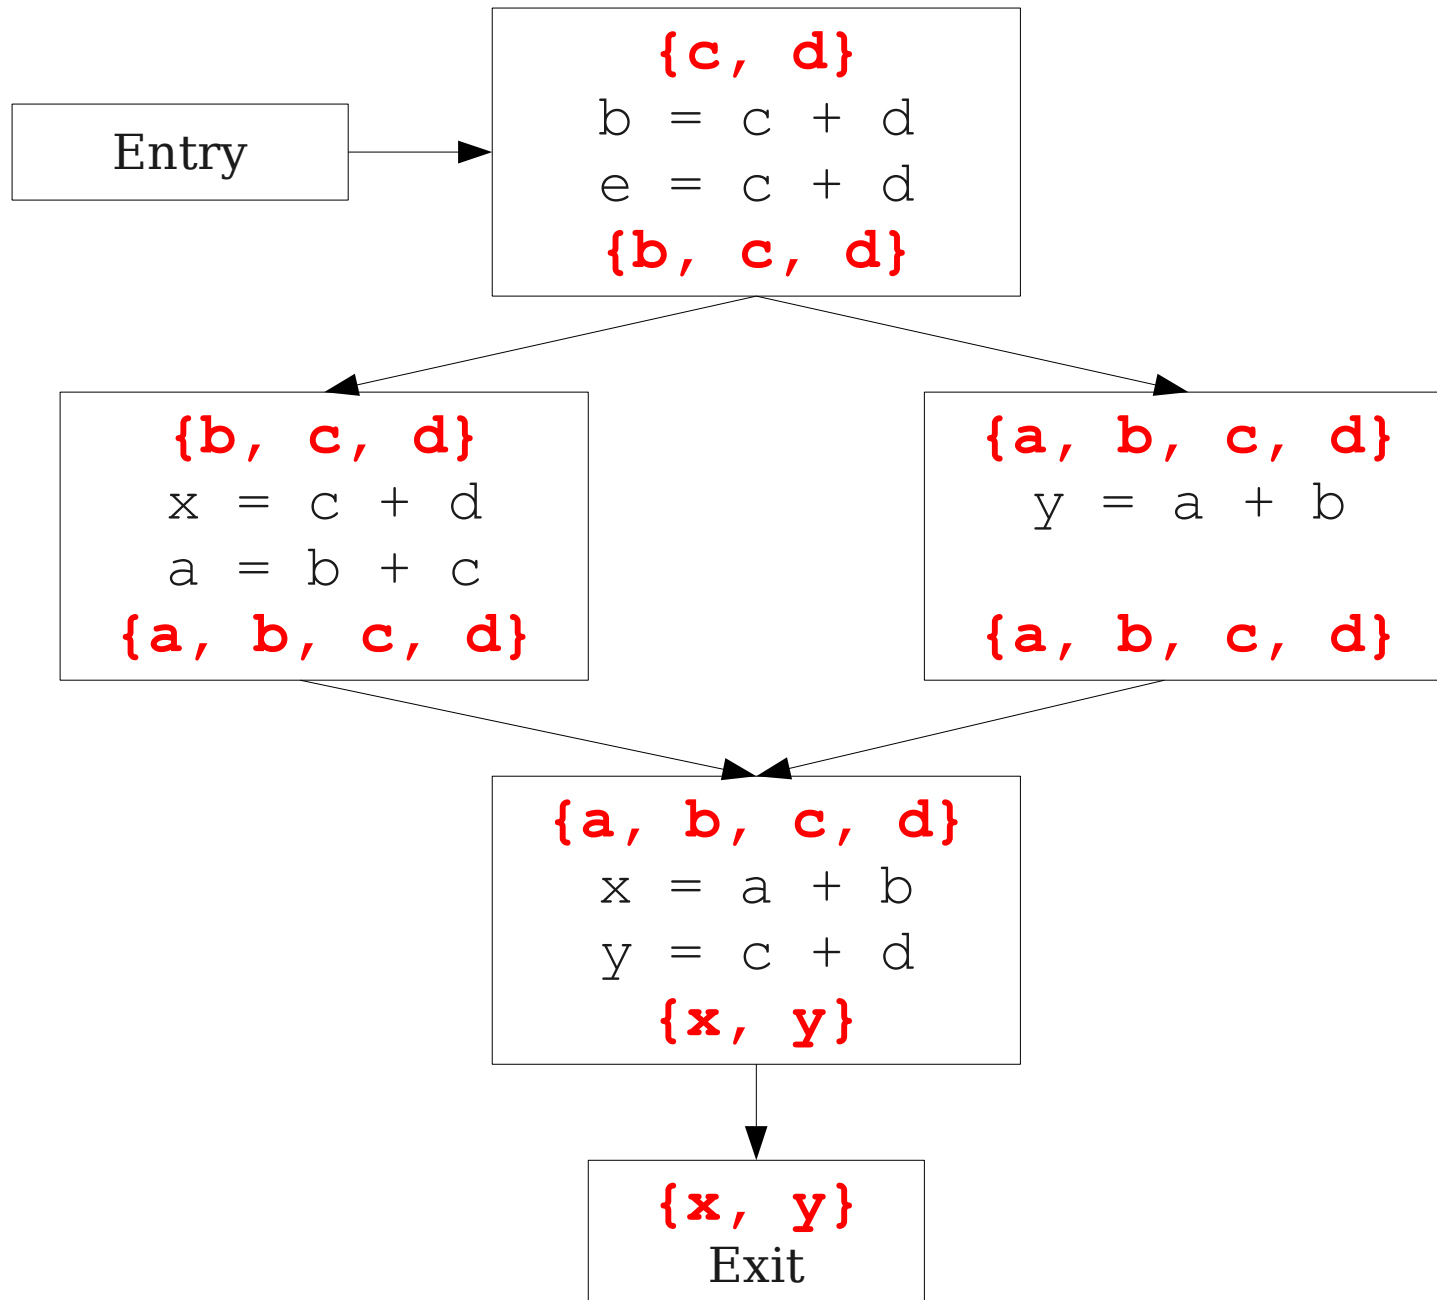 Entry
{c, d}
b = c + d
e = c + d
{b, c, d}
{b, c, d}
x = c + d
a = b + c
{a, b, c, d}
{a, b, c, d}
y = a + b
{a, b, c, d}
{a, b, c, d}
x = a + b
y = c + d
{x, y}
{x, y}
Exit